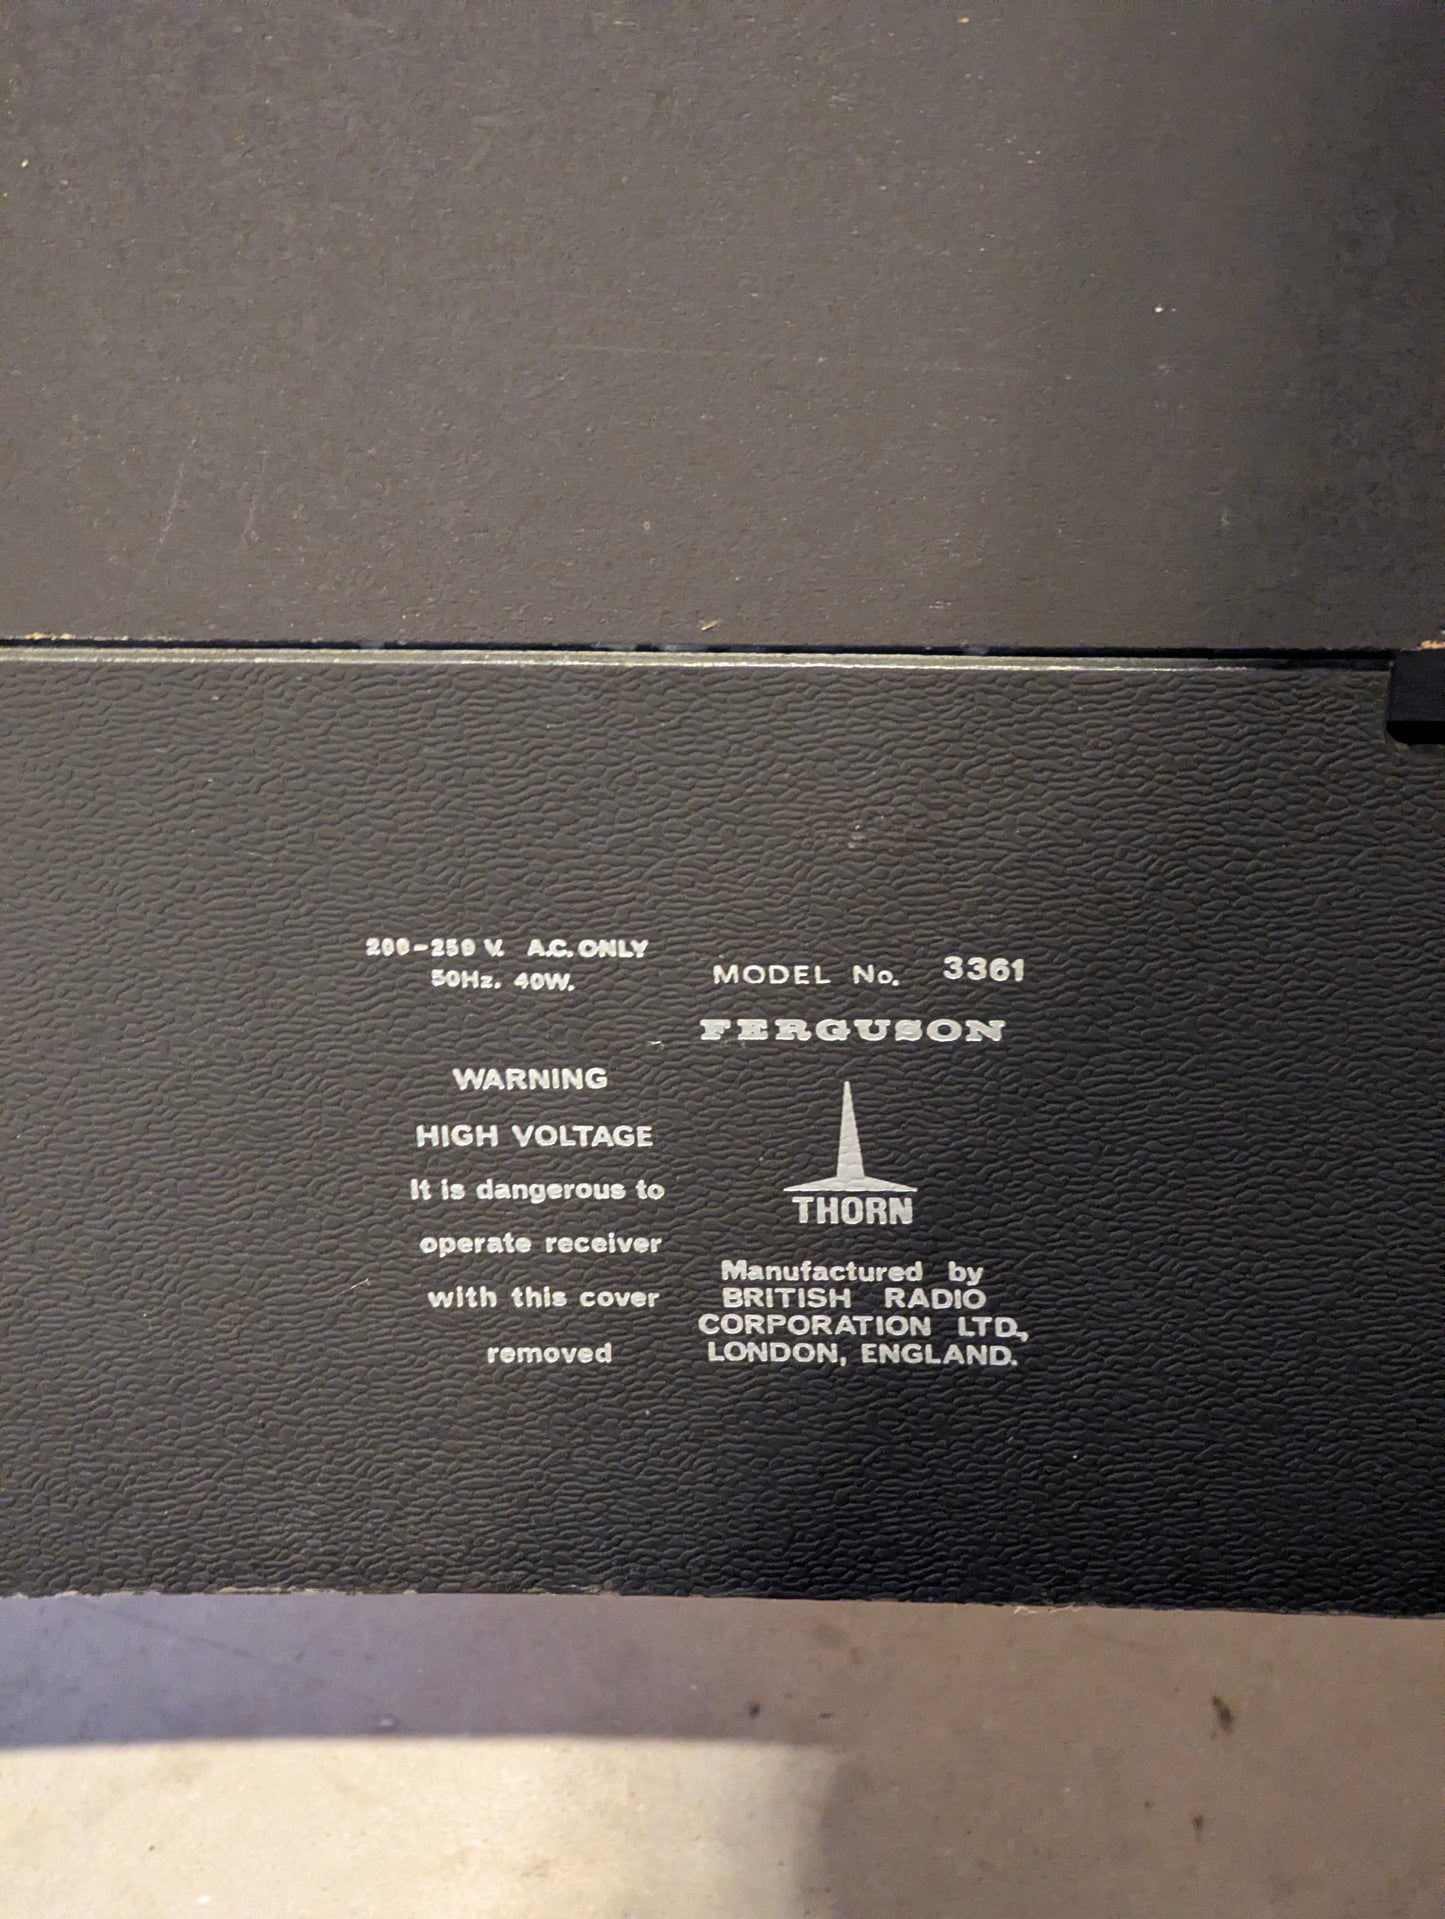 200-250 V. A.C. ONLY
50Hz. 40W.
WARNING
HIGH VOLTAGE
It is dangerous to
operate receiver
with this cover
removed
MODEL No. 3361
FERGUSON
THORN
Manufactured by
BRITISH RADIO
CORPORATION LTD.,
LONDON, ENGLAND.